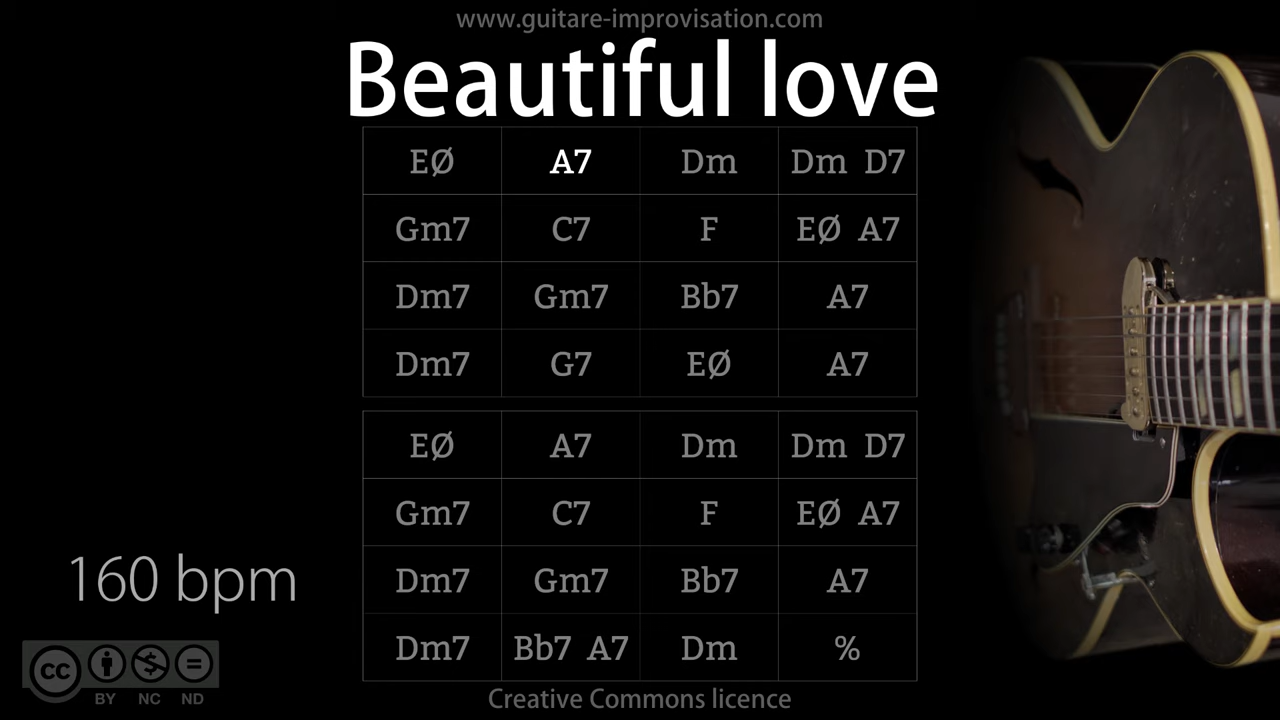 www.guitare-improvisation.com
Beautiful love
EØ A7 Dm Dm D7
Gm7 C7 F EØ A7
Dm7 Gm7 Bb7 A7
Dm7 G7 EØ A7
EØ A7 Dm Dm D7
Gm7 C7 F EØ A7
Dm7 Gm7 Bb7 A7
Dm7 Bb7 A7 Dm %
160 bpm
cc
BY NC ND
Creative Commons licence